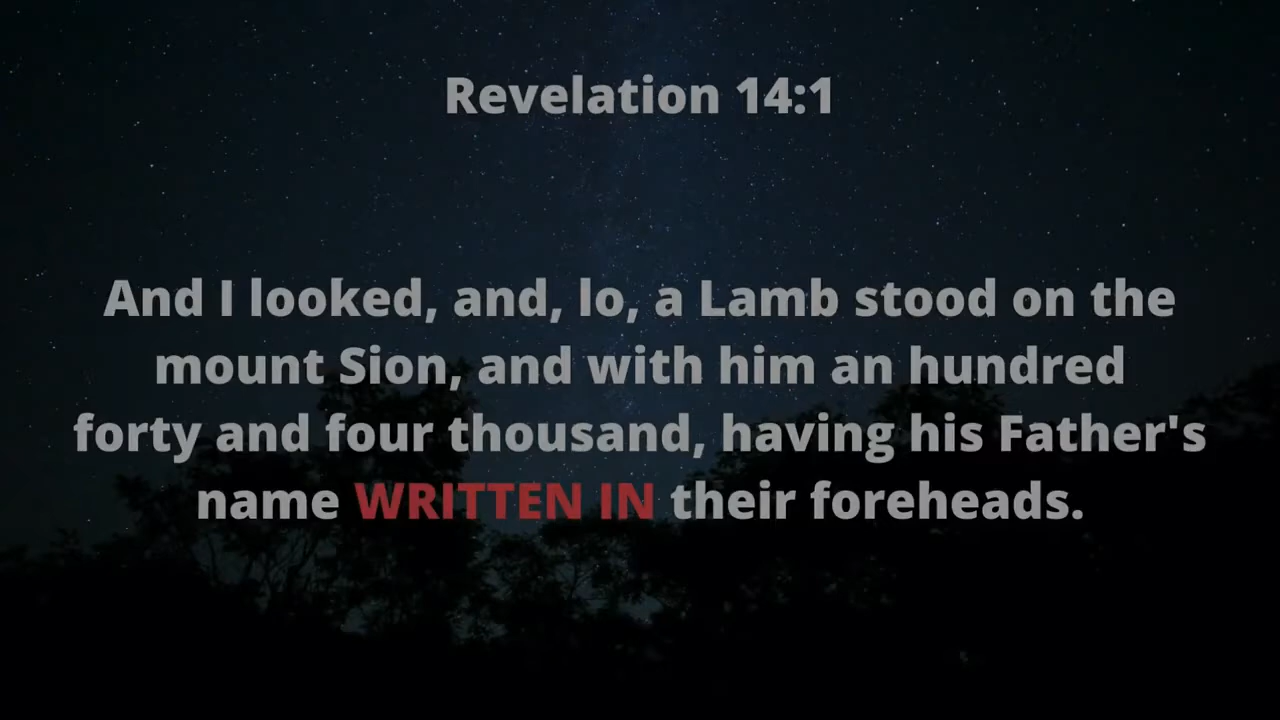 Revelation 14:1
And I looked, and, lo, a Lamb stood on the
mount Sion, and with him an hundred
forty and four thousand, having his Father's
name WRITTEN IN their foreheads.